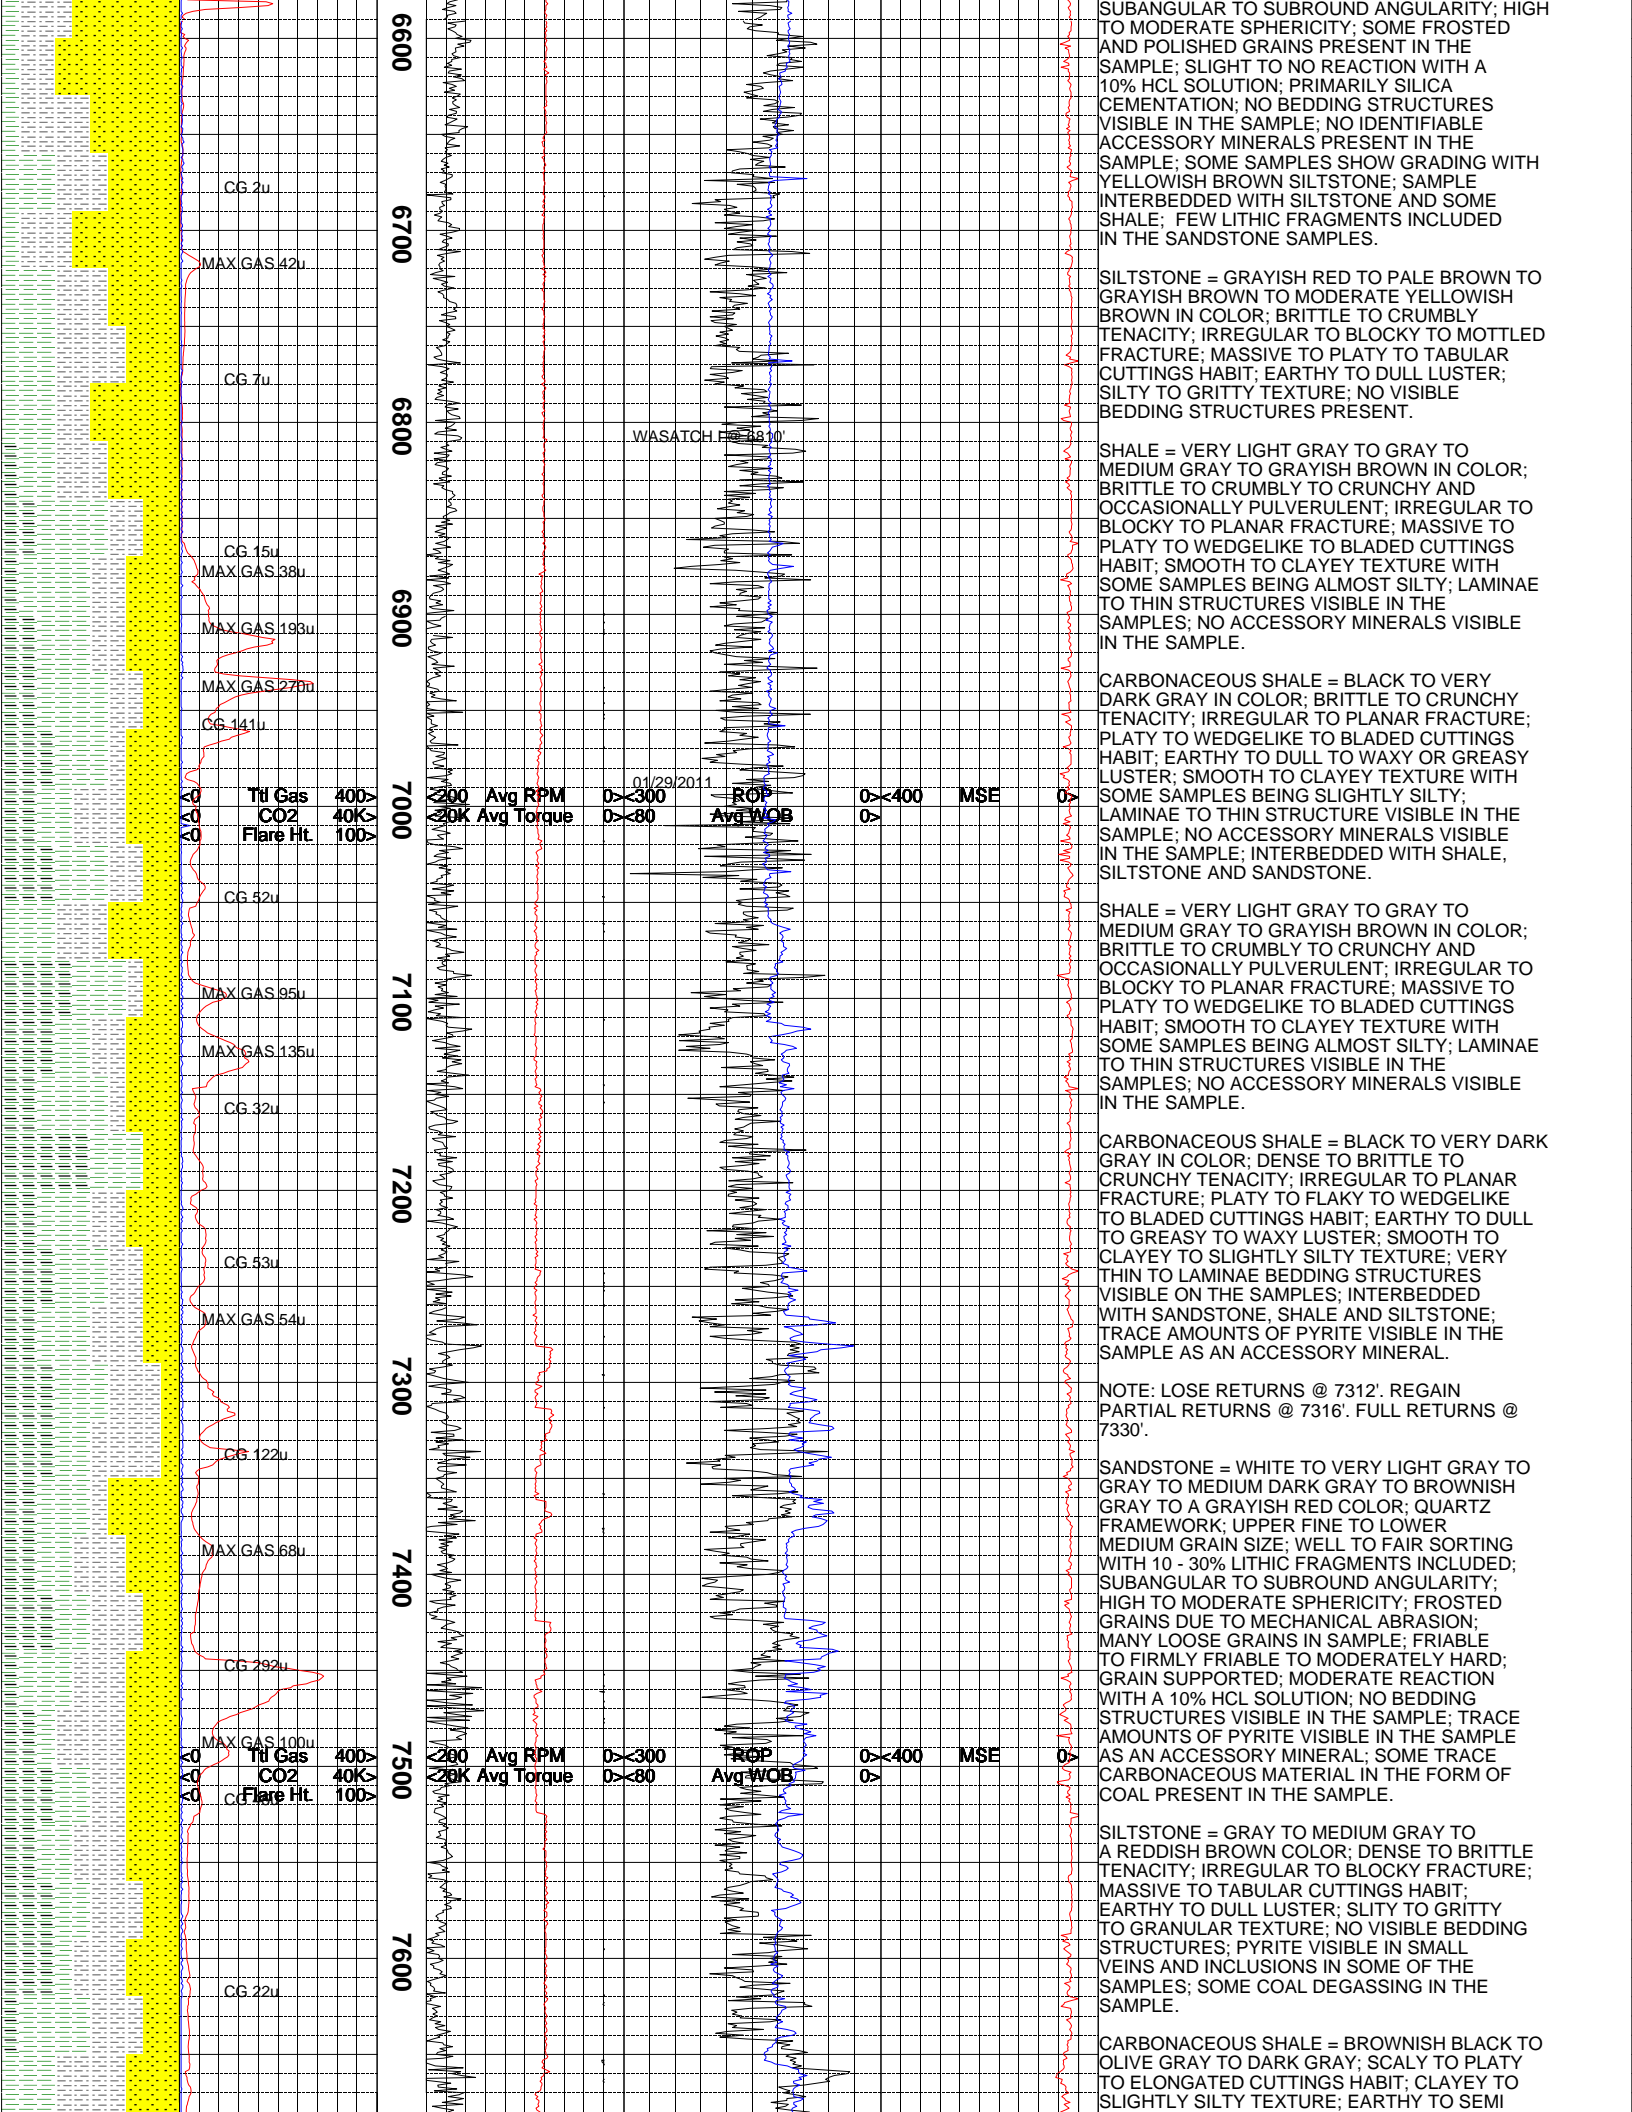 6600
CG 2u
6700
MAX GAS 42u
CG 7u
6800
CG 15u
MAX GAS 38u
6900
MAX GAS 193u
MAX GAS 270u
CG 141u
01/29/2011
<0 Ttl Gas 400> <200 Avg RPM 0><300 ROP 0><400 MSE 0>
<0 CO2 40K> <20K Avg Torque 0><80 Avg WOB 0>
<0 Flare Ht. 100>
7000
CG 52u
MAX GAS 95u
7100
MAX GAS 135u
CG 32u
7200
CG 53u
MAX GAS 54u
7300
CG 122u
MAX GAS 68u
7400
CG 292u
MAX GAS 100u
<0 Ttl Gas 400> <200 Avg RPM 0><300 ROP 0><400 MSE 0>
<0 CO2 40K> <20K Avg Torque 0><80 Avg WOB 0>
<0 Flare Ht. 100>
7500
7600
CG 22u
WASATCH @ 6810'
SUBANGULAR TO SUBROUND ANGULARITY; HIGH
TO MODERATE SPHERICITY; SOME FROSTED
AND POLISHED GRAINS PRESENT IN THE
SAMPLE; SLIGHT TO NO REACTION WITH A
10% HCL SOLUTION; PRIMARILY SILICA
CEMENTATION; NO BEDDING STRUCTURES
VISIBLE IN THE SAMPLE; NO IDENTIFIABLE
ACCESSORY MINERALS PRESENT IN THE
SAMPLE; SOME SAMPLES SHOW GRADING WITH
YELLOWISH BROWN SILTSTONE; SAMPLE
INTERBEDDED WITH SILTSTONE AND SOME
SHALE; FEW LITHIC FRAGMENTS INCLUDED
IN THE SANDSTONE SAMPLES.
SILTSTONE = GRAYISH RED TO PALE BROWN TO
GRAYISH BROWN TO MODERATE YELLOWISH
BROWN IN COLOR; BRITTLE TO CRUMBLY
TENACITY; IRREGULAR TO BLOCKY TO MOTTLED
FRACTURE; MASSIVE TO PLATY TO TABULAR
CUTTINGS HABIT; EARTHY TO DULL LUSTER;
SILTY TO GRITTY TEXTURE; NO VISIBLE
BEDDING STRUCTURES PRESENT.
SHALE = VERY LIGHT GRAY TO GRAY TO
MEDIUM GRAY TO GRAYISH BROWN IN COLOR;
BRITTLE TO CRUMBLY TO CRUNCHY AND
OCCASIONALLY PULVERULENT; IRREGULAR TO
BLOCKY TO PLANAR FRACTURE; MASSIVE TO
PLATY TO WEDGELIKE TO BLADED CUTTINGS
HABIT; SMOOTH TO CLAYEY TEXTURE WITH
SOME SAMPLES BEING ALMOST SILTY; LAMINAE
TO THIN STRUCTURES VISIBLE IN THE
SAMPLES; NO ACCESSORY MINERALS VISIBLE
IN THE SAMPLE.
CARBONACEOUS SHALE = BLACK TO VERY
DARK GRAY IN COLOR; BRITTLE TO CRUNCHY
TENACITY; IRREGULAR TO PLANAR FRACTURE;
PLATY TO WEDGELIKE TO BLADED CUTTINGS
HABIT; EARTHY TO DULL TO WAXY OR GREASY
LUSTER; SMOOTH TO CLAYEY TEXTURE WITH
SOME SAMPLES BEING SLIGHTLY SILTY;
LAMINAE TO THIN STRUCTURE VISIBLE IN THE
SAMPLE; NO ACCESSORY MINERALS VISIBLE
IN THE SAMPLE; INTERBEDDED WITH SHALE,
SILTSTONE AND SANDSTONE.
SHALE = VERY LIGHT GRAY TO GRAY TO
MEDIUM GRAY TO GRAYISH BROWN IN COLOR;
BRITTLE TO CRUMBLY TO CRUNCHY AND
OCCASIONALLY PULVERULENT; IRREGULAR TO
BLOCKY TO PLANAR FRACTURE; MASSIVE TO
PLATY TO WEDGELIKE TO BLADED CUTTINGS
HABIT; SMOOTH TO CLAYEY TEXTURE WITH
SOME SAMPLES BEING ALMOST SILTY; LAMINAE
TO THIN STRUCTURES VISIBLE IN THE
SAMPLES; NO ACCESSORY MINERALS VISIBLE
IN THE SAMPLE.
CARBONACEOUS SHALE = BLACK TO VERY DARK
GRAY IN COLOR; DENSE TO BRITTLE TO
CRUNCHY TENACITY; IRREGULAR TO PLANAR
FRACTURE; PLATY TO FLAKY TO WEDGELIKE
TO BLADED CUTTINGS HABIT; EARTHY TO DULL
TO GREASY TO WAXY LUSTER; SMOOTH TO
CLAYEY TO SLIGHTLY SILTY TEXTURE; VERY
THIN TO LAMINAE BEDDING STRUCTURES
VISIBLE ON THE SAMPLES; INTERBEDDED
WITH SANDSTONE, SHALE AND SILTSTONE;
TRACE AMOUNTS OF PYRITE VISIBLE IN THE
SAMPLE AS AN ACCESSORY MINERAL.
NOTE: LOSE RETURNS @ 7312'. REGAIN
PARTIAL RETURNS @ 7316'. FULL RETURNS @
7330'.
SANDSTONE = WHITE TO VERY LIGHT GRAY TO
GRAY TO MEDIUM DARK GRAY TO BROWNISH
GRAY TO A GRAYISH RED COLOR; QUARTZ
FRAMEWORK; UPPER FINE TO LOWER
MEDIUM GRAIN SIZE; WELL TO FAIR SORTING
WITH 10 - 30% LITHIC FRAGMENTS INCLUDED;
SUBANGULAR TO SUBROUND ANGULARITY;
HIGH TO MODERATE SPHERICITY; FROSTED
GRAINS DUE TO MECHANICAL ABRASION;
MANY LOOSE GRAINS IN SAMPLE; FRIABLE
TO FIRMLY FRIABLE TO MODERATELY HARD;
GRAIN SUPPORTED; MODERATE REACTION
WITH A 10% HCL SOLUTION; NO BEDDING
STRUCTURES VISIBLE IN THE SAMPLE; TRACE
AMOUNTS OF PYRITE VISIBLE IN THE SAMPLE
AS AN ACCESSORY MINERAL; SOME TRACE
CARBONACEOUS MATERIAL IN THE FORM OF
COAL PRESENT IN THE SAMPLE.
SILTSTONE = GRAY TO MEDIUM GRAY TO
A REDDISH BROWN COLOR; DENSE TO BRITTLE
TENACITY; IRREGULAR TO BLOCKY FRACTURE;
MASSIVE TO TABULAR CUTTINGS HABIT;
EARTHY TO DULL LUSTER; SLITY TO GRITTY
TO GRANULAR TEXTURE; NO VISIBLE BEDDING
STRUCTURES; PYRITE VISIBLE IN SMALL
VEINS AND INCLUSIONS IN SOME OF THE
SAMPLES; SOME COAL DEGASSING IN THE
SAMPLE.
CARBONACEOUS SHALE = BROWNISH BLACK TO
OLIVE GRAY TO DARK GRAY; SCALY TO PLATY
TO ELONGATED CUTTINGS HABIT; CLAYEY TO
SLIGHTLY SILTY TEXTURE; EARTHY TO SEMI